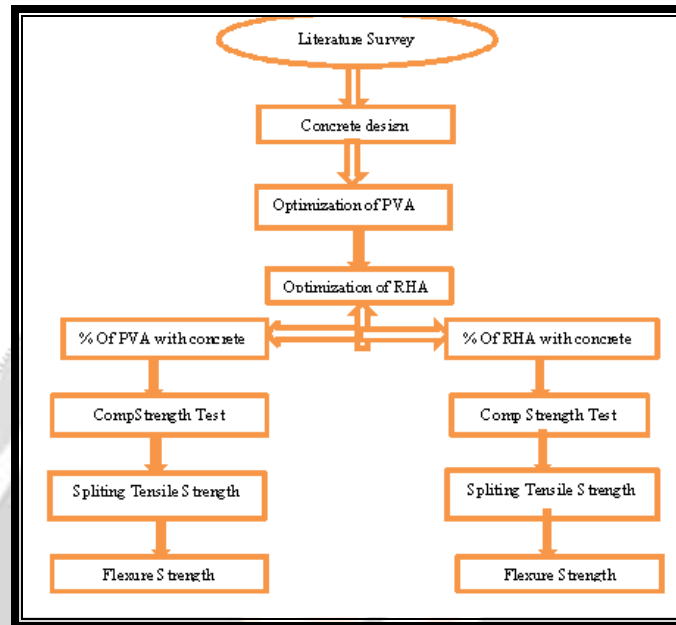 Literature Survey
Concrete design
Optimization of PVA
Optimization of RHA
% Of PVA with concrete
% Of RHA with concrete
CompStrength Test
Comp Strength Test
Spliting Tensile Strength
Spliting Tensile Strength
Flexure Strength
Flexure Strength